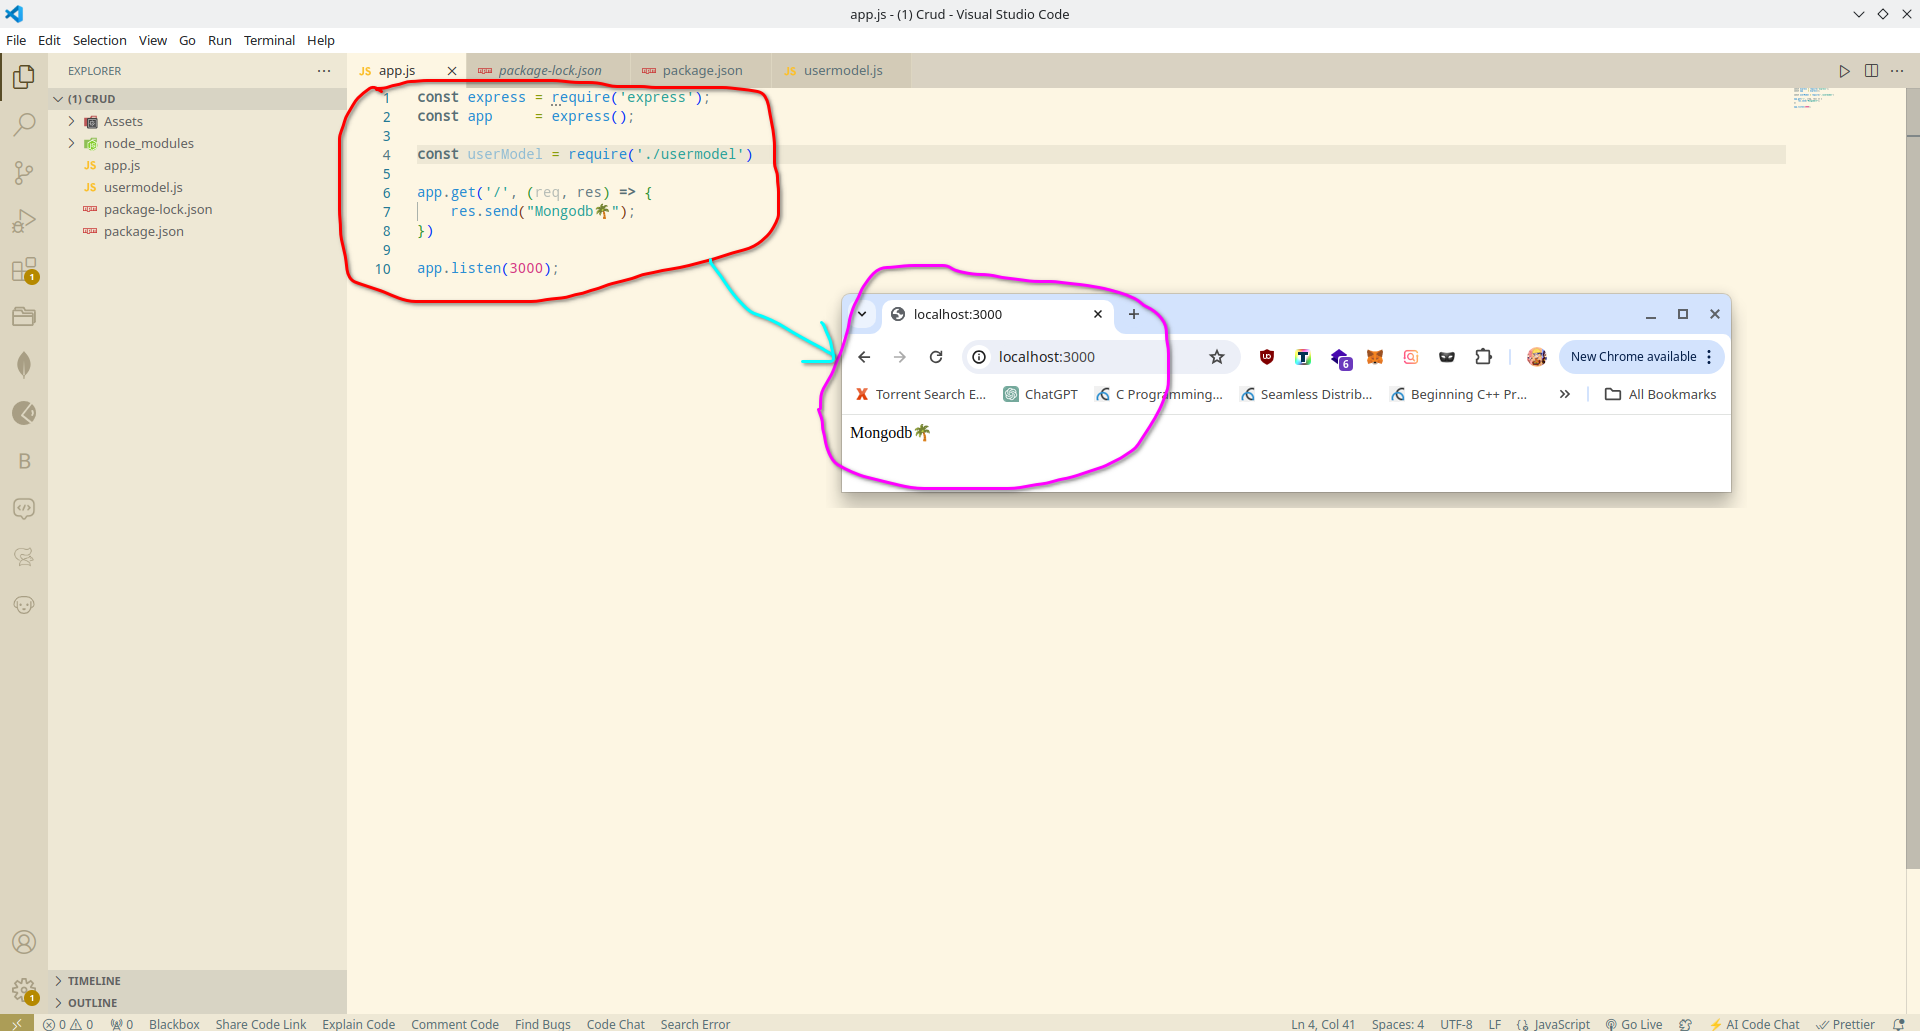 app.js - (1) Crud - Visual Studio Code
File Edit Selection View Go Run Terminal Help
EXPLORER
(1) CRUD
Assets
node_modules
app.js
usermodel.js
package-lock.json
package.json
app.js package-lock.json package.json usermodel.js
1 const express = require('express');
2 const app     = express();
3
4 const userModel = require('./usermodel')
5
6 app.get('/', (req, res) => {
7     res.send("Mongodb🌴");
8 })
9
10 app.listen(3000);
localhost:3000
localhost:3000
6
New Chrome available
Torrent Search E... ChatGPT C Programming... Seamless Distrib... Beginning C++ Pr... » All Bookmarks
Mongodb🌴
1
B
1
TIMELINE
OUTLINE
0 0 0 Blackbox Share Code Link Explain Code Comment Code Find Bugs Code Chat Search Error Ln 4, Col 41 Spaces: 4 UTF-8 LF {} JavaScript Go Live AI Code Chat Prettier